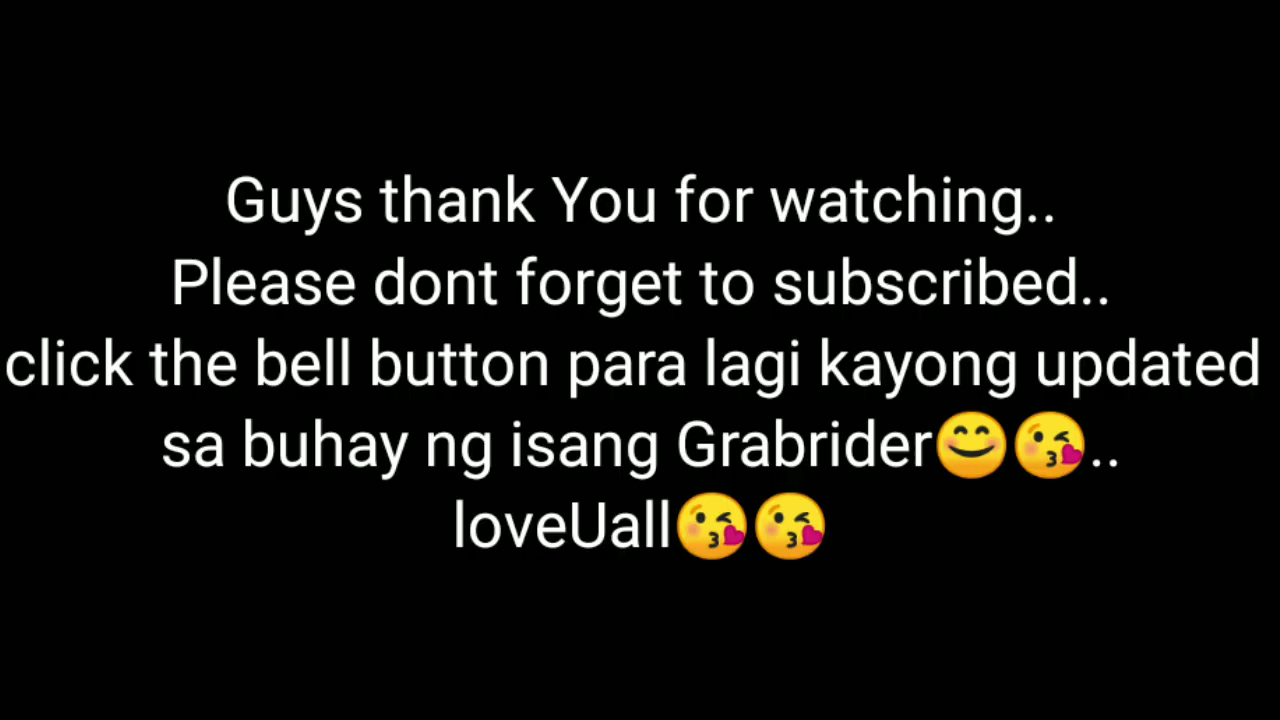 Guys thank You for watching..
Please dont forget to subscribed..
click the bell button para lagi kayong updated
sa buhay ng isang Grabrider😊😘..
loveUall😘😘